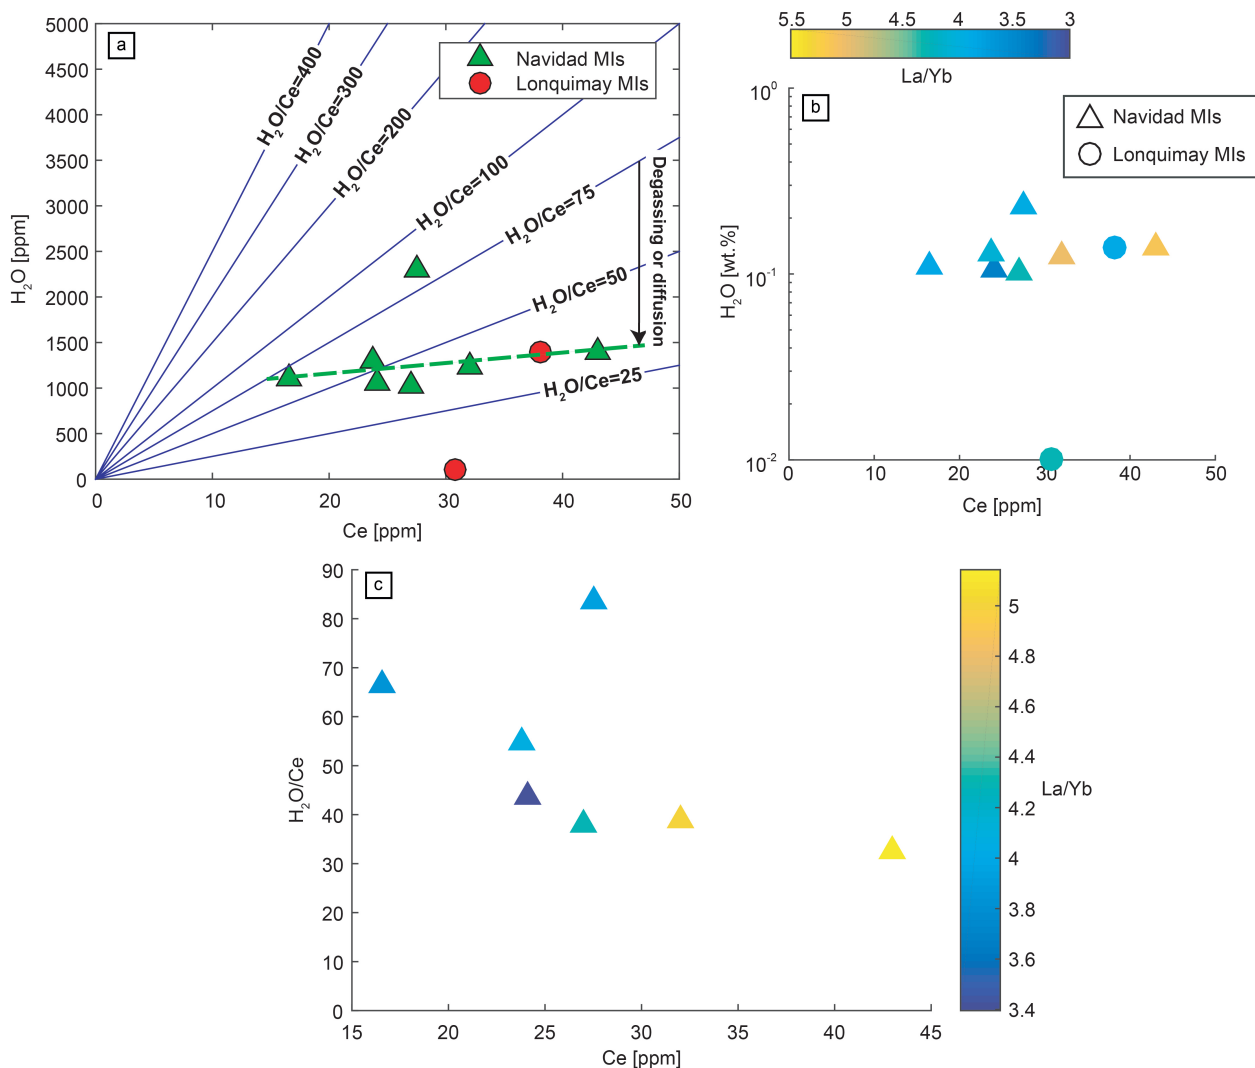 a
5000
4500
4000
3500
3000
2500
2000
1500
1000
500
0
H₂O [ppm]
0
10
20
30
40
50
Ce [ppm]
Navidad MIs
Lonquimay MIs
H₂O/Ce=400
H₂O/Ce=300
H₂O/Ce=200
H₂O/Ce=100
H₂O/Ce=75
H₂O/Ce=50
H₂O/Ce=25
Degassing or diffusion
5.5 5 4.5 4 3.5 3
La/Yb
b
Navidad MIs
Lonquimay MIs
10⁰
10⁻¹
10⁻²
H₂O [wt.%]
0 10 20 30 40 50
Ce [ppm]
c
90
80
70
60
50
40
30
20
10
0
H₂O/Ce
15 20 25 30 35 40 45
Ce [ppm]
5
4.8
4.6
4.4
4.2
4
3.8
3.6
3.4
La/Yb